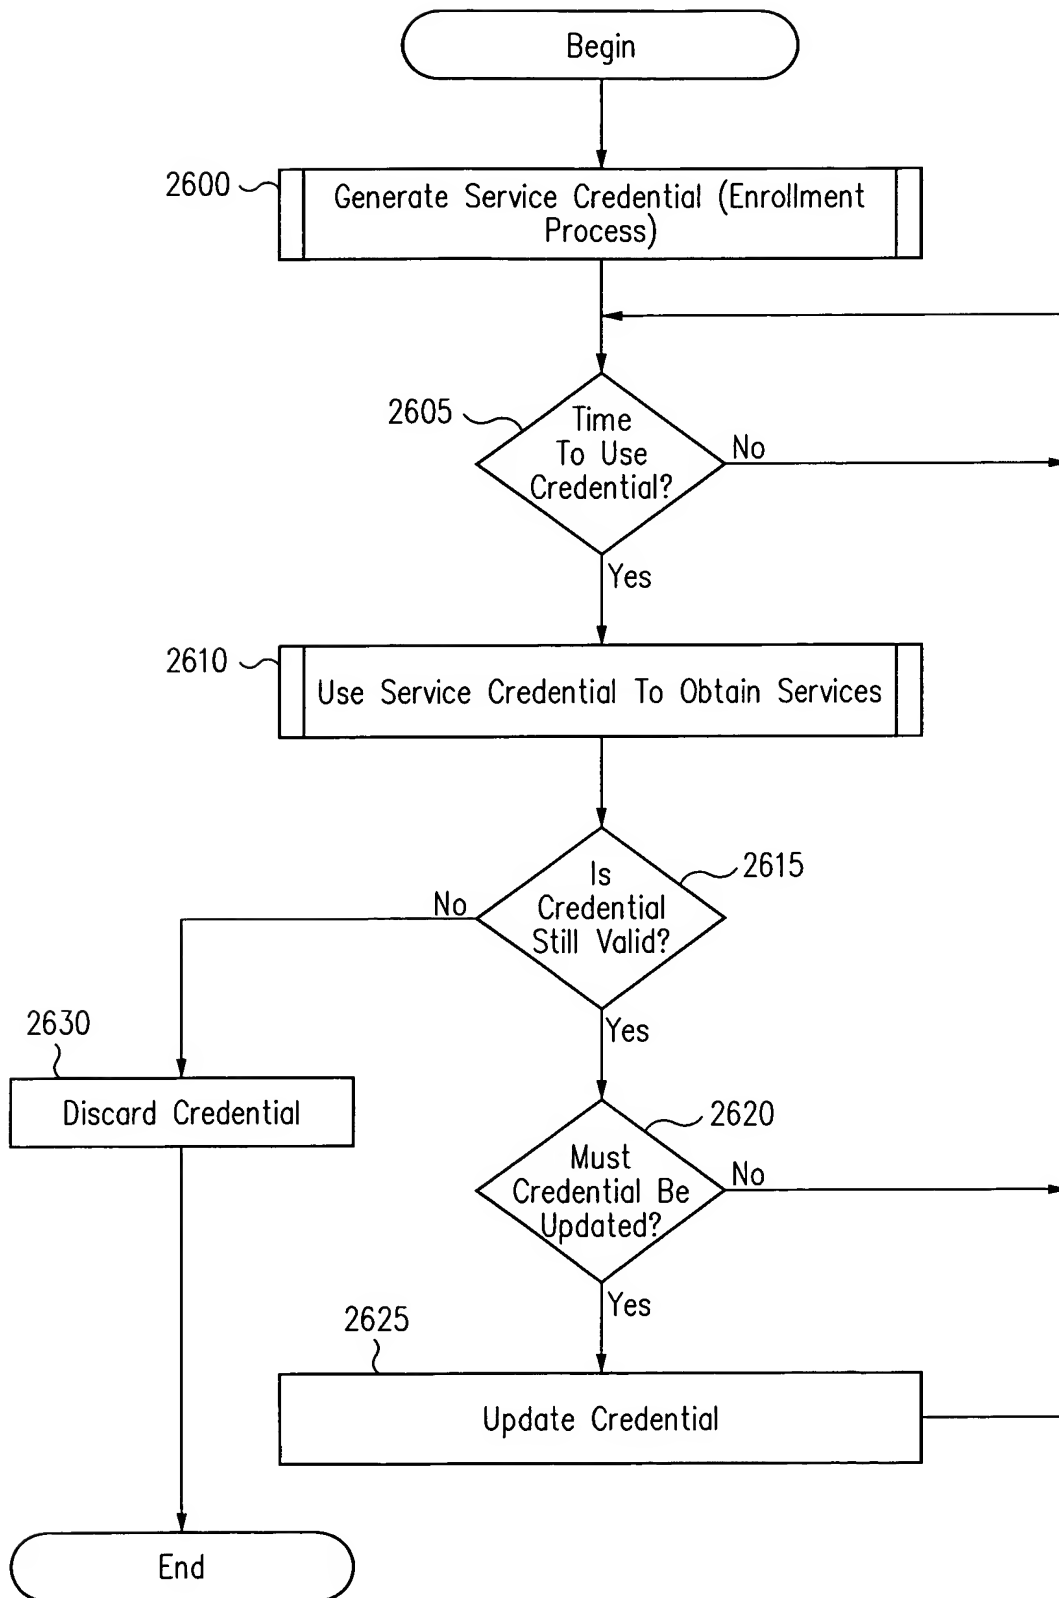 Begin
2600
Generate Service Credential (Enrollment
Process)
2605
Time
To Use
Credential?
No
Yes
2610
Use Service Credential To Obtain Services
2615
Is
Credential
Still Valid?
No
Yes
2630
Discard Credential
2620
Must
Credential Be
Updated?
No
Yes
2625
Update Credential
End